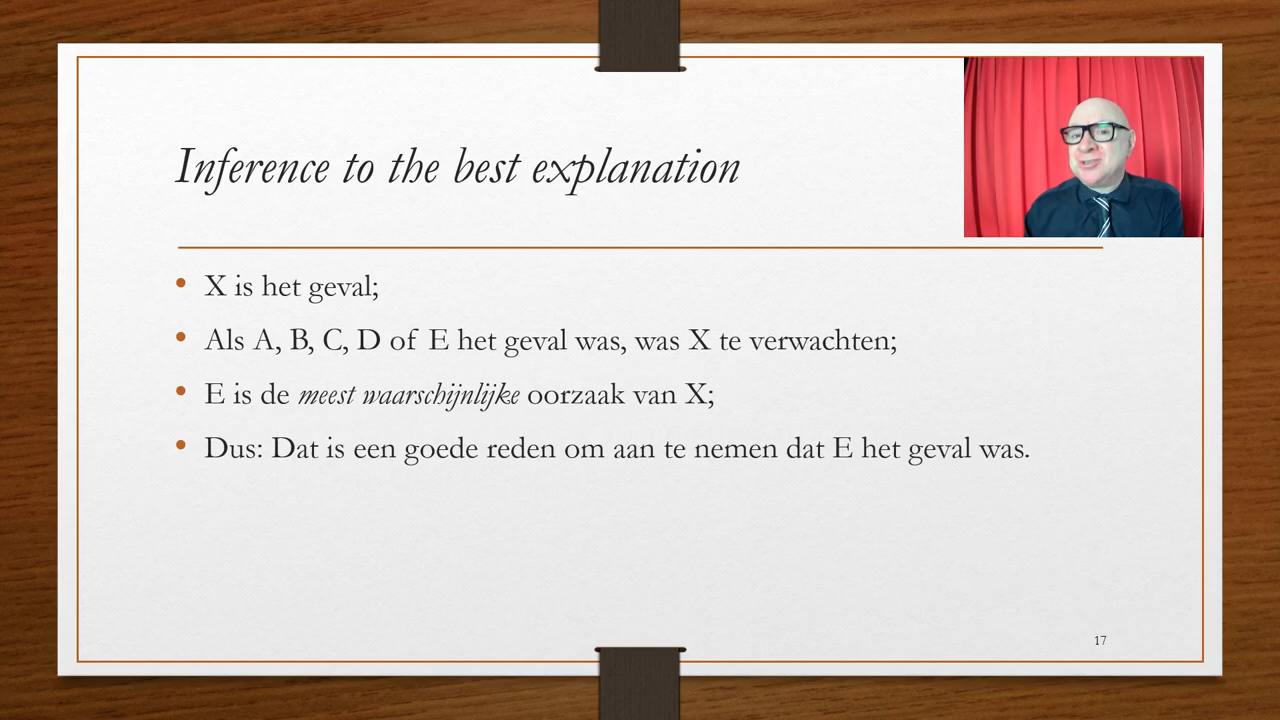 Inference to the best explanation
X is het geval;
Als A, B, C, D of E het geval was, was X te verwachten;
E is de meest waarschijnlijke oorzaak van X;
Dus: Dat is een goede reden om aan te nemen dat E het geval was.
17